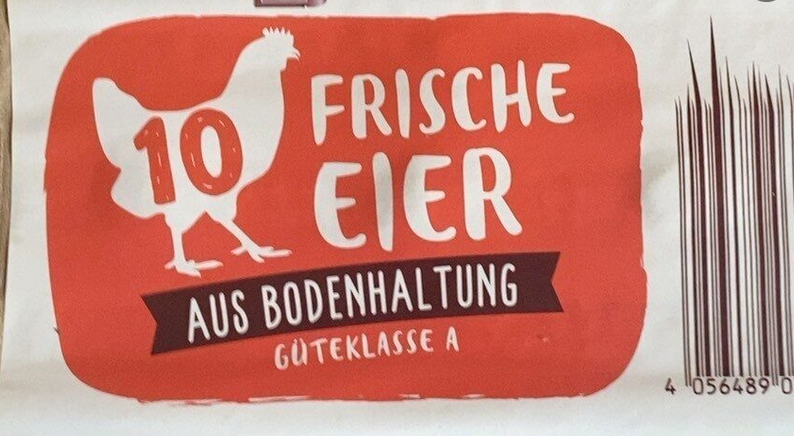 10
FRISCHE
EIER
AUS BODENHALTUNG
GÜTEKLASSE A
4 056489 0